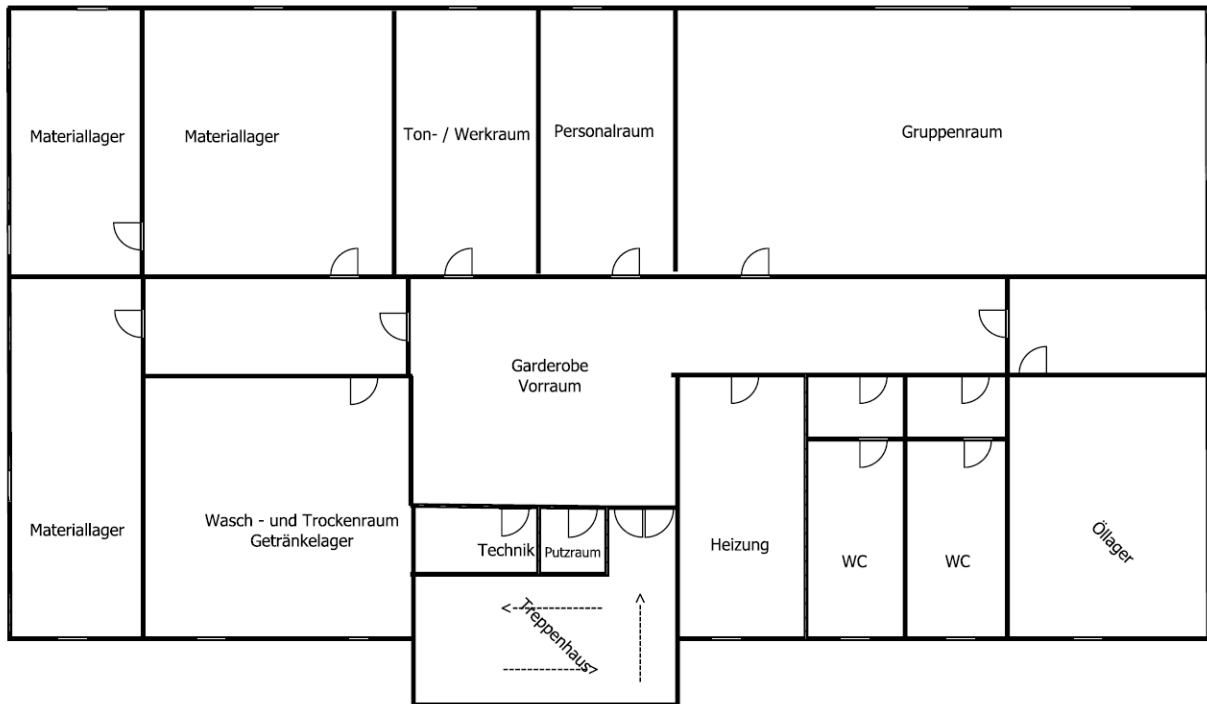 Materiallager
Materiallager
Ton- / Werkraum
Personalraum
Gruppenraum
Garderobe
Vorraum
Materiallager
Wasch - und Trockenraum
Getränkelager
Technik
Putzraum
Heizung
WC
WC
Öllager
Treppenhaus